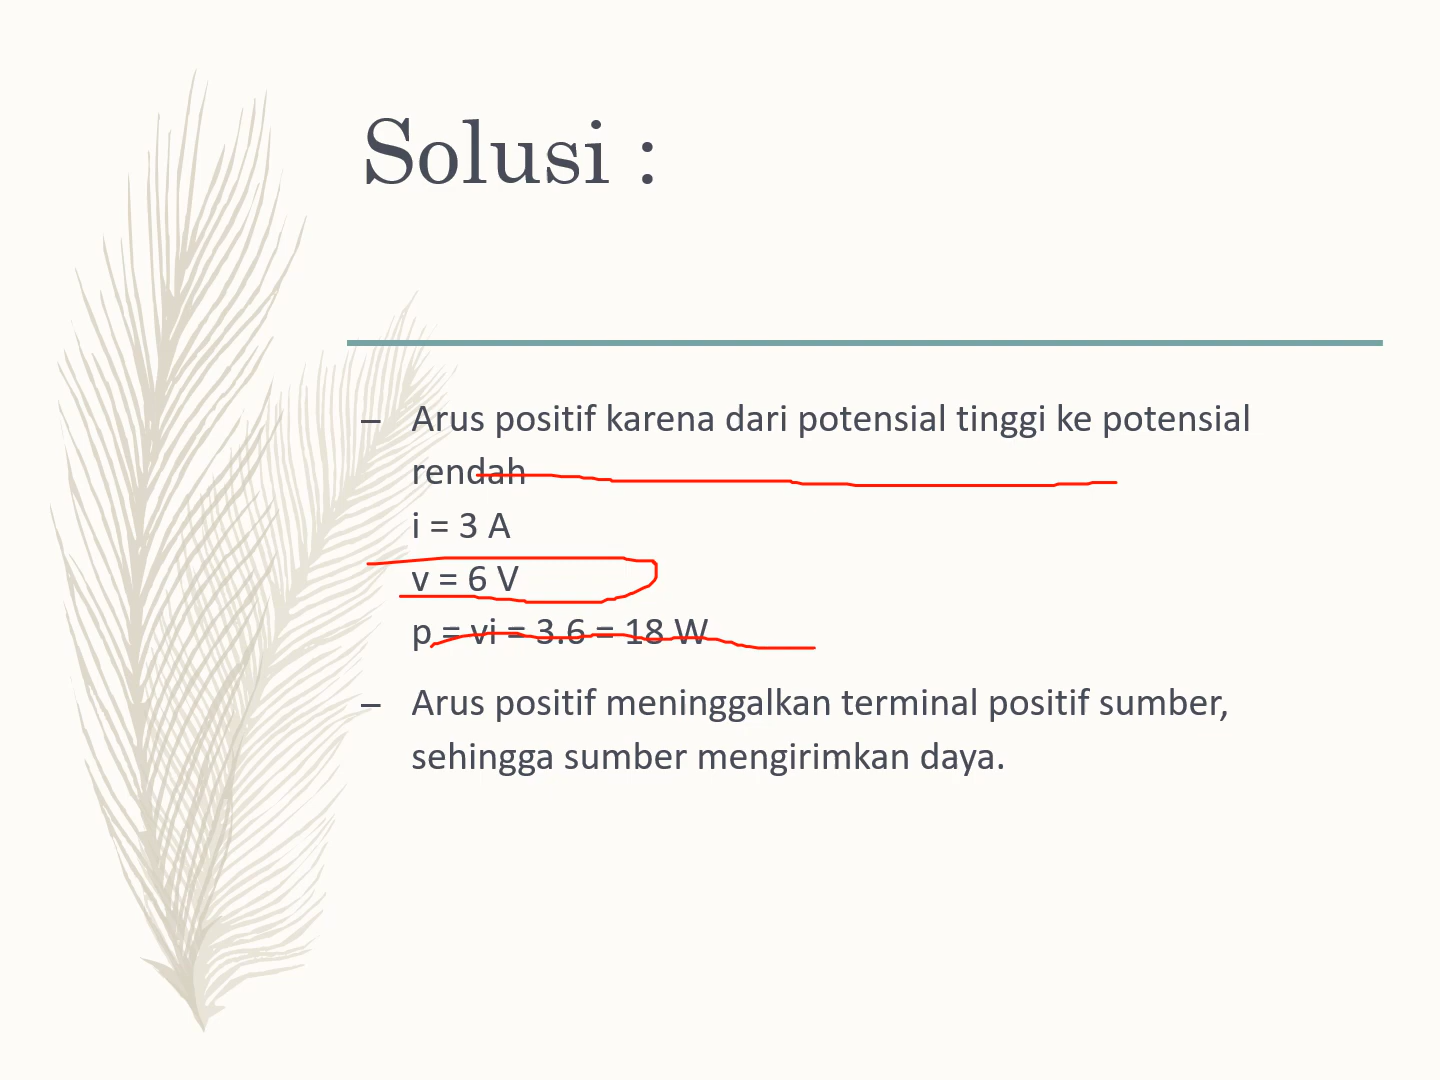 Solusi :
– Arus positif karena dari potensial tinggi ke potensial
rendah
i = 3 A
v = 6 V
p = vi = 3.6 = 18 W
– Arus positif meninggalkan terminal positif sumber,
sehingga sumber mengirimkan daya.